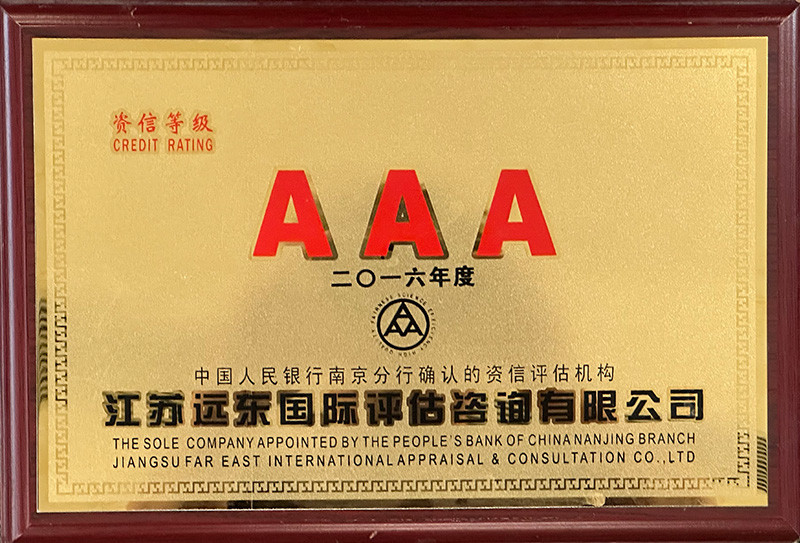 资信等级
CREDIT RATING
AAA
二〇一六年度
中国人民银行南京分行确认的资信评估机构
江苏远东国际评估咨询有限公司
THE SOLE COMPANY APPOINTED BY THE PEOPLE'S BANK OF CHINA NANJING BRANCH
JIANGSU FAR EAST INTERNATIONAL APPRAISAL & CONSULTATION CO.,LTD